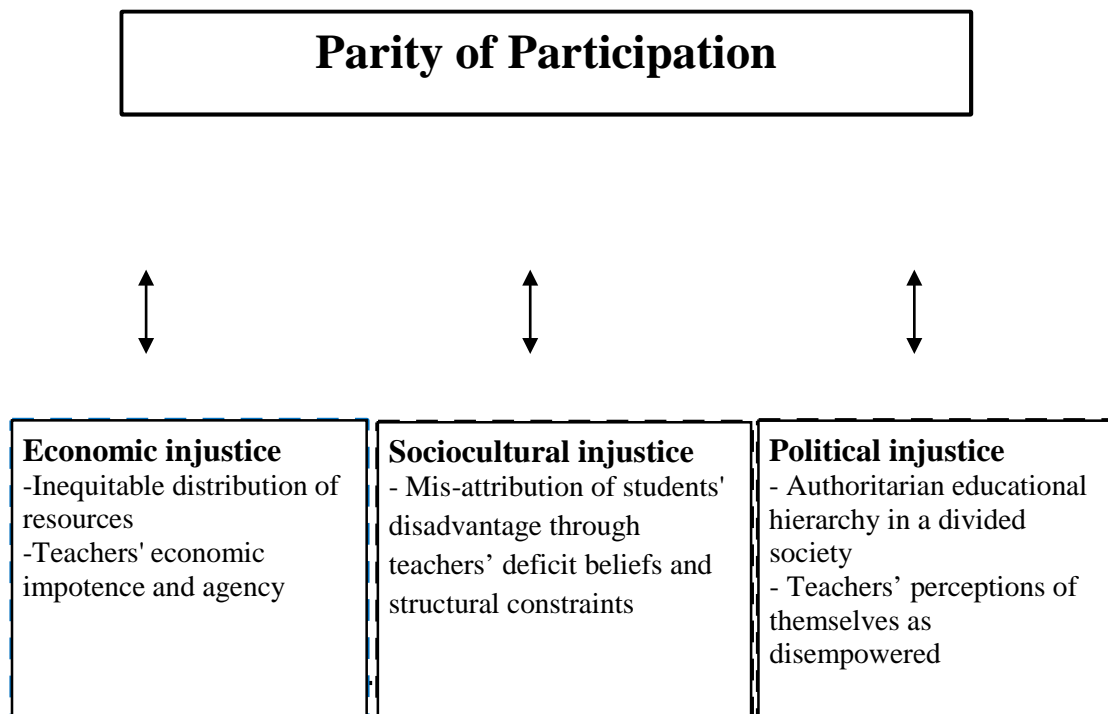 Parity of Participation
Economic injustice
-Inequitable distribution of
resources
-Teachers' economic
impotence and agency
Sociocultural injustice
- Mis-attribution of students'
disadvantage through
teachers’ deficit beliefs and
structural constraints
Political injustice
- Authoritarian educational
hierarchy in a divided
society
- Teachers’ perceptions of
themselves as
disempowered